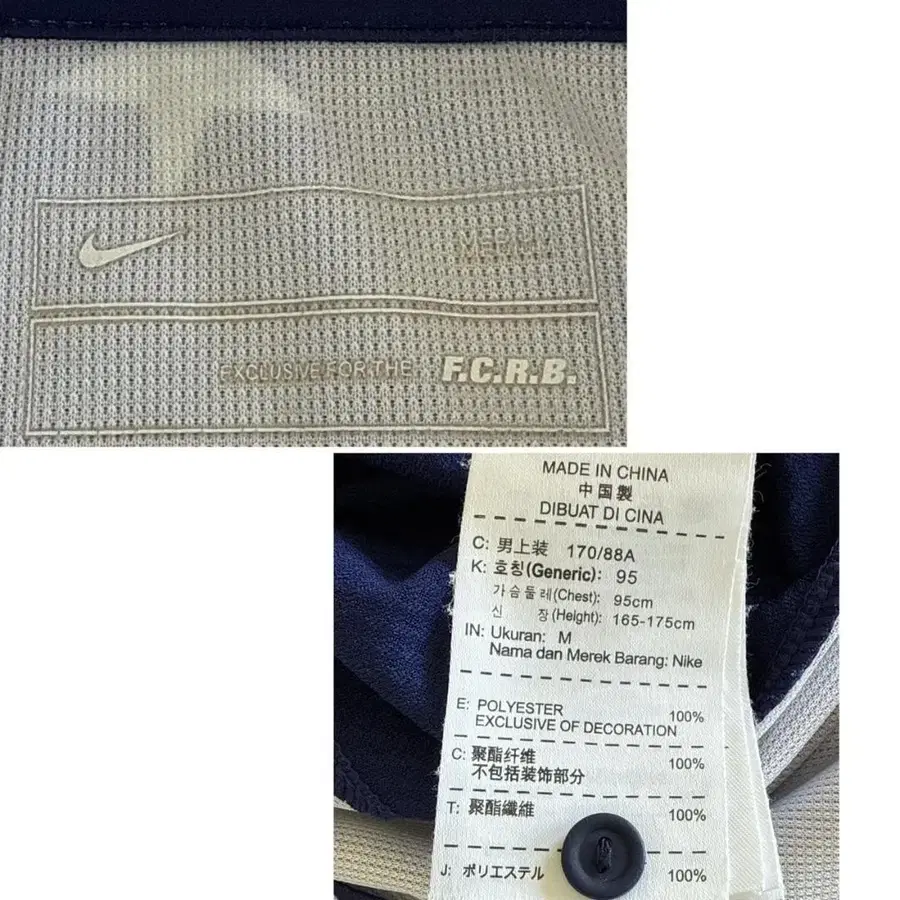 MEDIUM
EXCLUSIVE FOR THE F.C.R.B.
MADE IN CHINA
中国製
DIBUAT DI CINA
C: 男上装 170/88A
K: 호칭(Generic): 95
가슴둘레(Chest): 95cm
신 장(Height): 165-175cm
IN: Ukuran: M
Nama dan Merek Barang: Nike
E: POLYESTER 100%
EXCLUSIVE OF DECORATION
C: 聚酯纤维 100%
不包括装饰部分
T: 聚酯纖維 100%
J: ポリエステル 100%